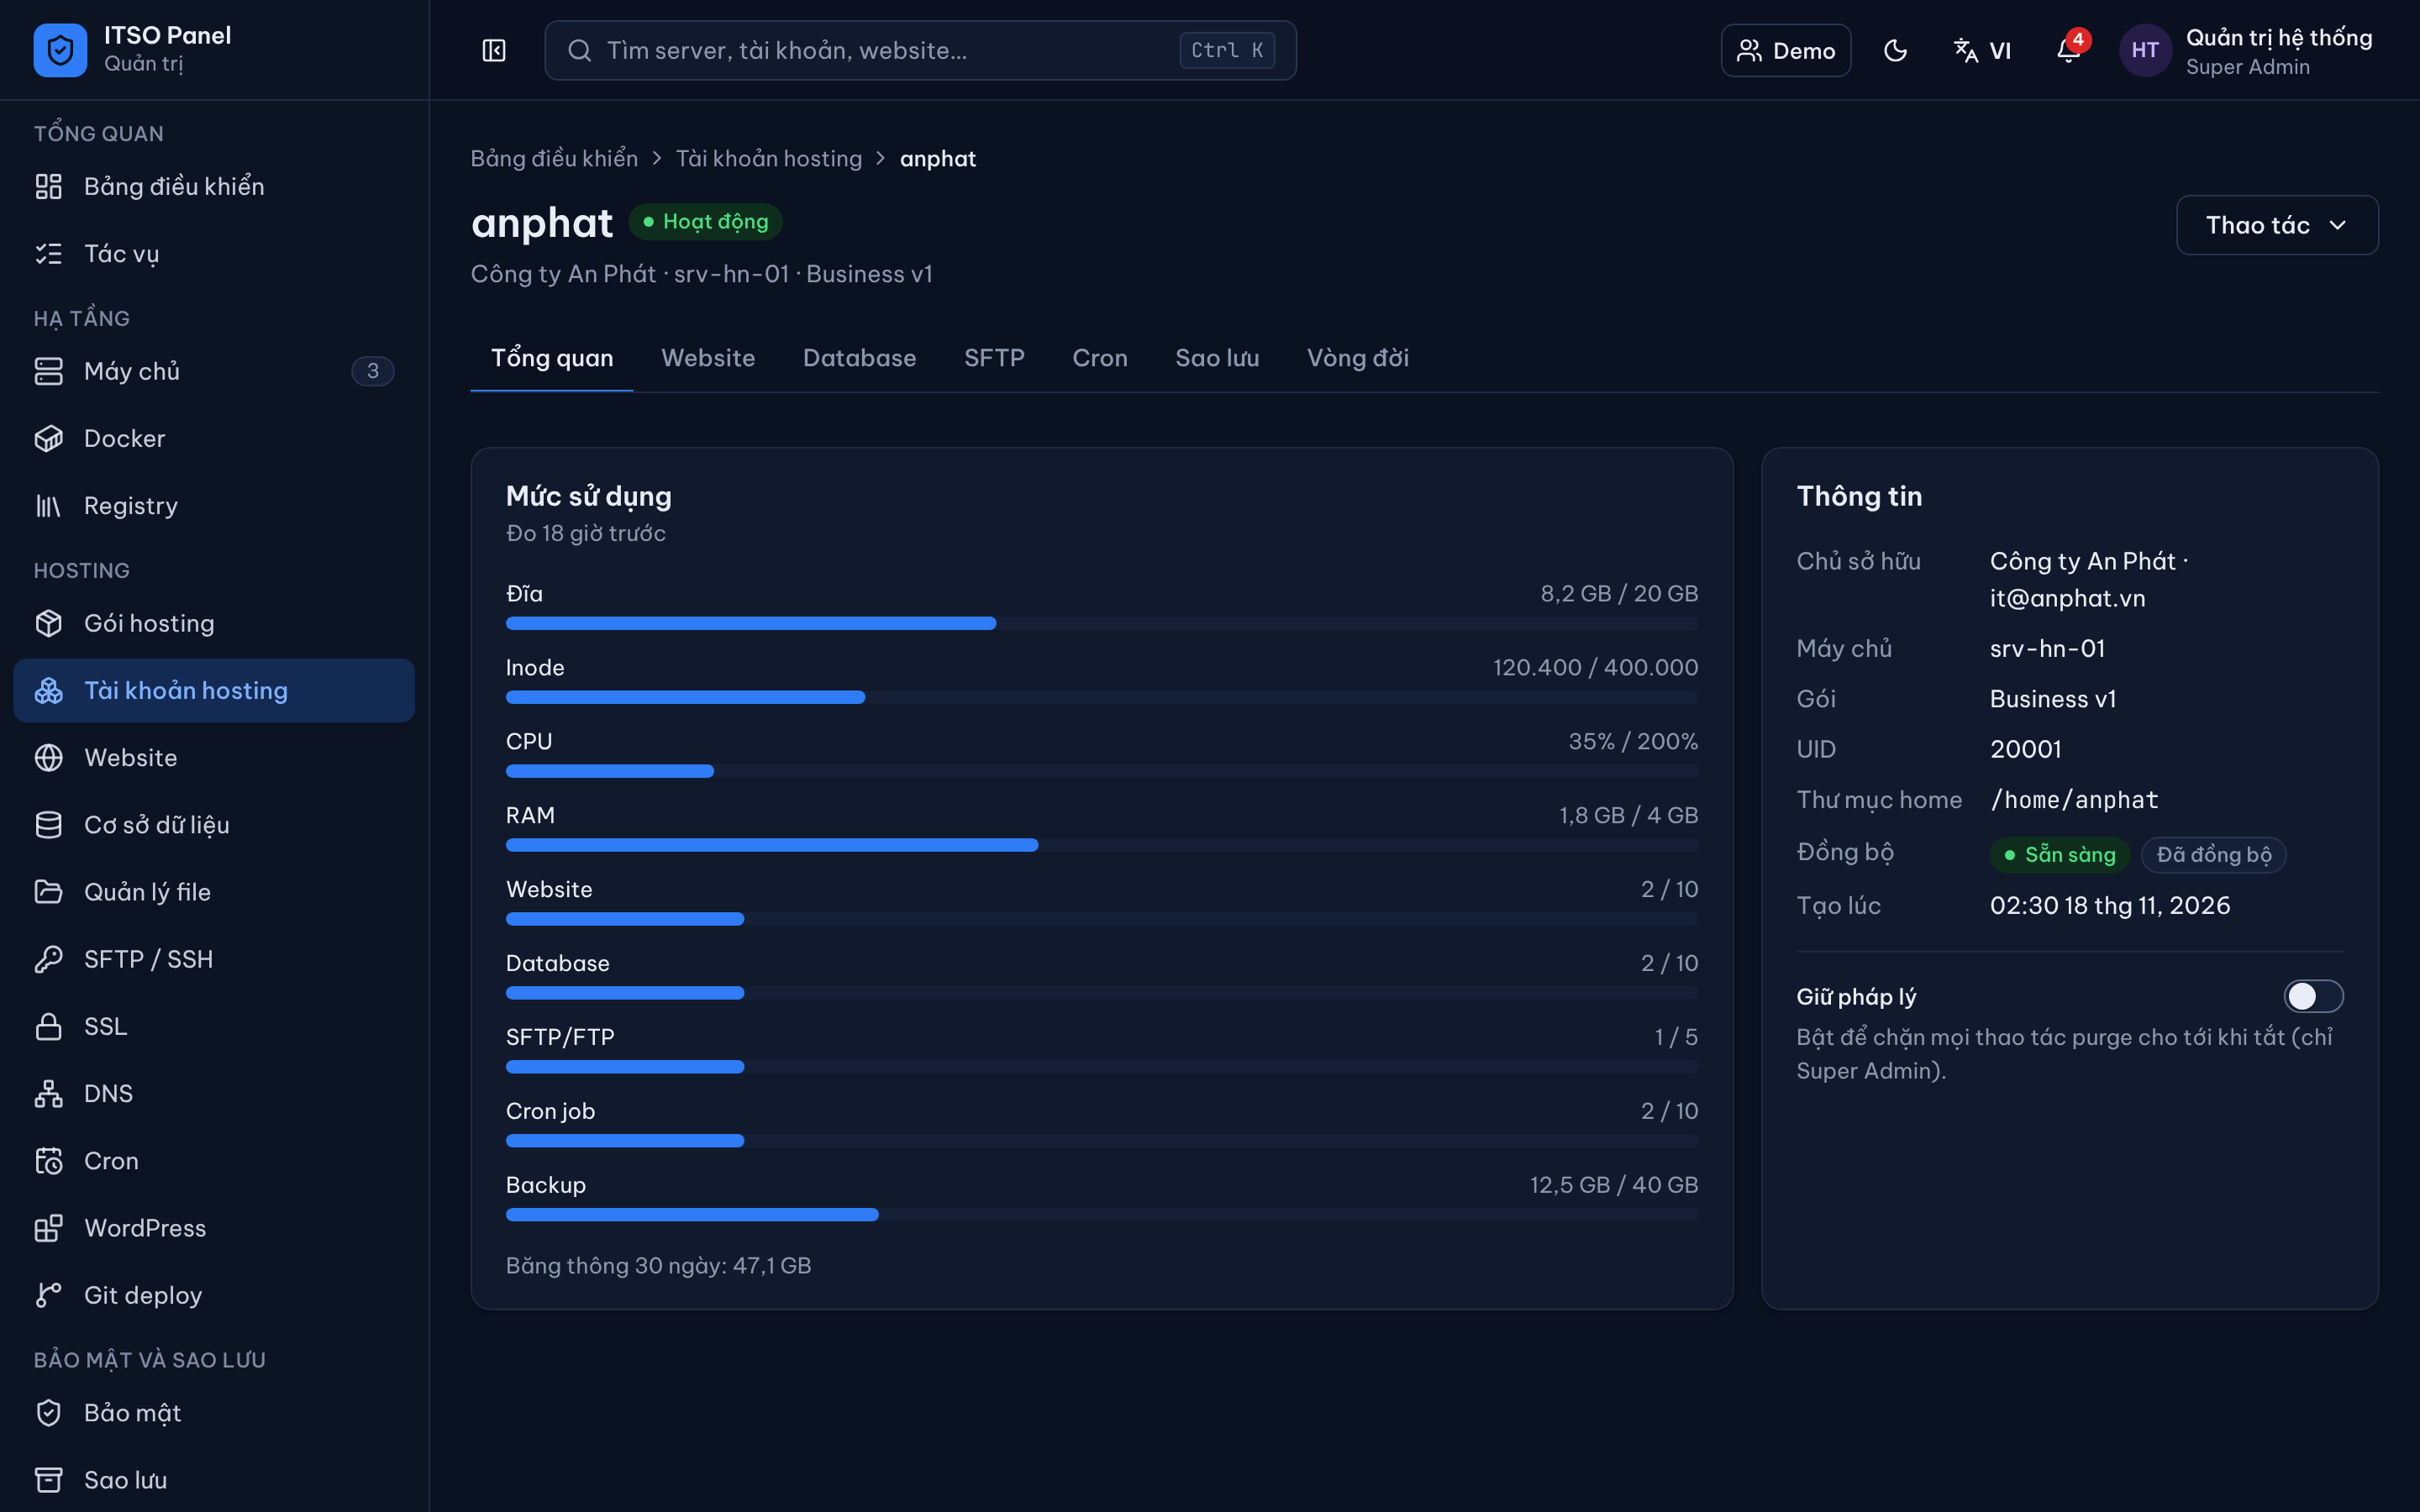 ITSO Panel
Quản trị
Tìm server, tài khoản, website...
Ctrl K
Demo
VI
4
HT
Quản trị hệ thống
Super Admin
TỔNG QUAN
Bảng điều khiển
Tác vụ
HẠ TẦNG
Máy chủ
3
Docker
Registry
HOSTING
Gói hosting
Tài khoản hosting
Website
Cơ sở dữ liệu
Quản lý file
SFTP / SSH
SSL
DNS
Cron
WordPress
Git deploy
BẢO MẬT VÀ SAO LƯU
Bảo mật
Sao lưu
Bảng điều khiển > Tài khoản hosting > anphat
anphat
Hoạt động
Công ty An Phát · srv-hn-01 · Business v1
Thao tác
Tổng quan Website Database SFTP Cron Sao lưu Vòng đời
Mức sử dụng
Đo 18 giờ trước
Đĩa 8,2 GB / 20 GB
Inode 120.400 / 400.000
CPU 35% / 200%
RAM 1,8 GB / 4 GB
Website 2 / 10
Database 2 / 10
SFTP/FTP 1 / 5
Cron job 2 / 10
Backup 12,5 GB / 40 GB
Băng thông 30 ngày: 47,1 GB
Thông tin
Chủ sở hữu Công ty An Phát ·
it@anphat.vn
Máy chủ srv-hn-01
Gói Business v1
UID 20001
Thư mục home /home/anphat
Đồng bộ Sẵn sàng Đã đồng bộ
Tạo lúc 02:30 18 thg 11, 2026
Giữ pháp lý
Bật để chặn mọi thao tác purge cho tới khi tắt (chỉ
Super Admin).